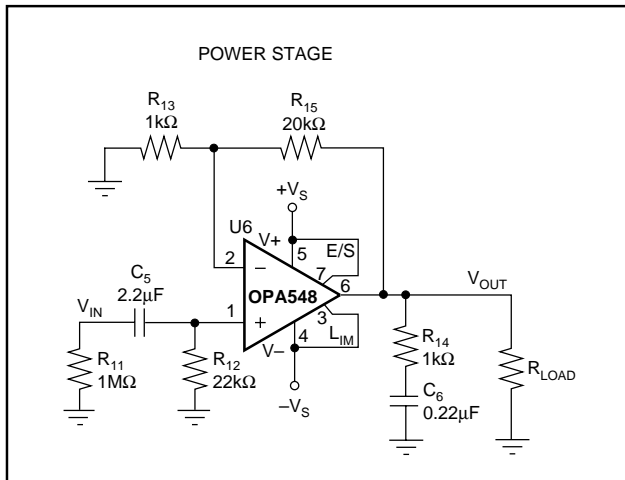 POWER STAGE
R13
1kΩ
R15
20kΩ
+VS
U6
V+
5
E/S
7
2
–
6
OPA548
VOUT
C5
2.2µF
VIN
1
+
3
LIM
4
V–
R11
1MΩ
R12
22kΩ
–VS
R14
1kΩ
C6
0.22µF
RLOAD